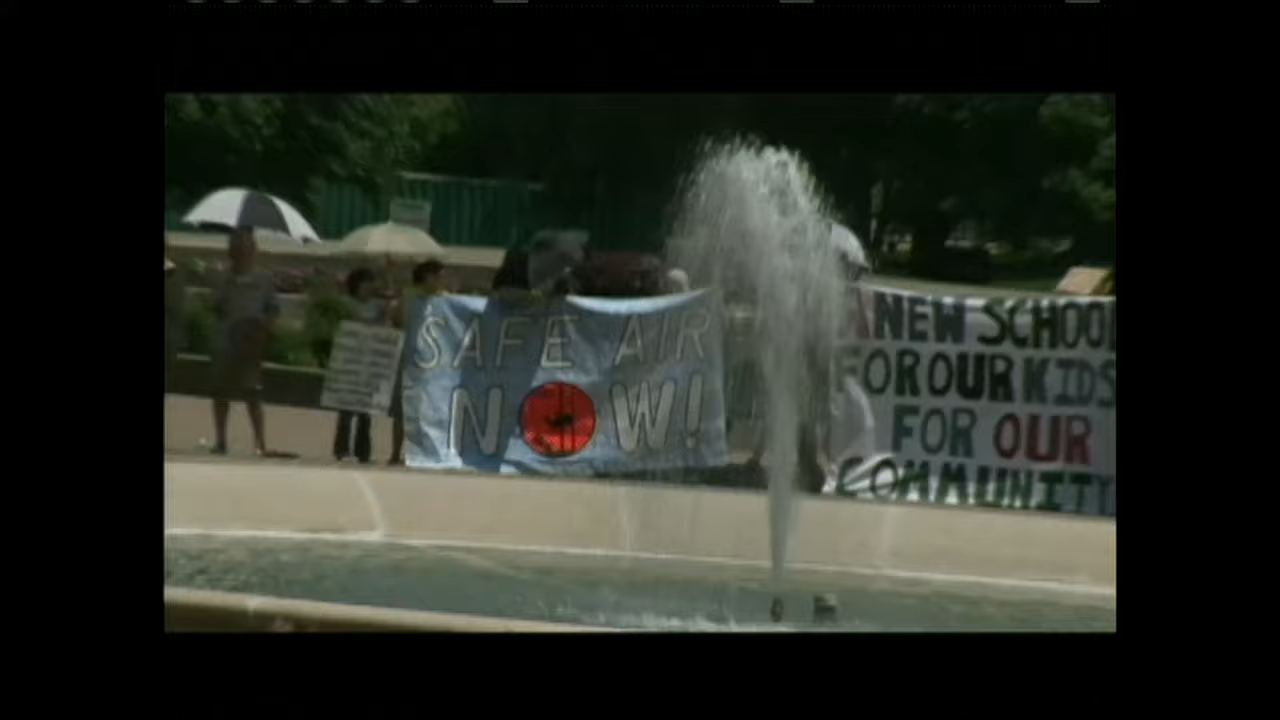 SAFE AIR
NOW!
A NEW SCHOOL
FOR OUR KIDS
FOR OUR
COMMUNITY